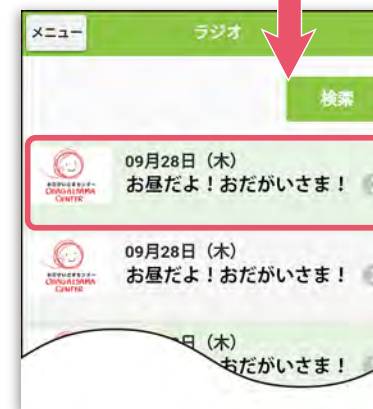 メニュー
ラジオ
検索
09月28日（木）
お昼だよ！おだがいさま！
09月28日（木）
お昼だよ！おだがいさま！
日（木）
おだがいさま！